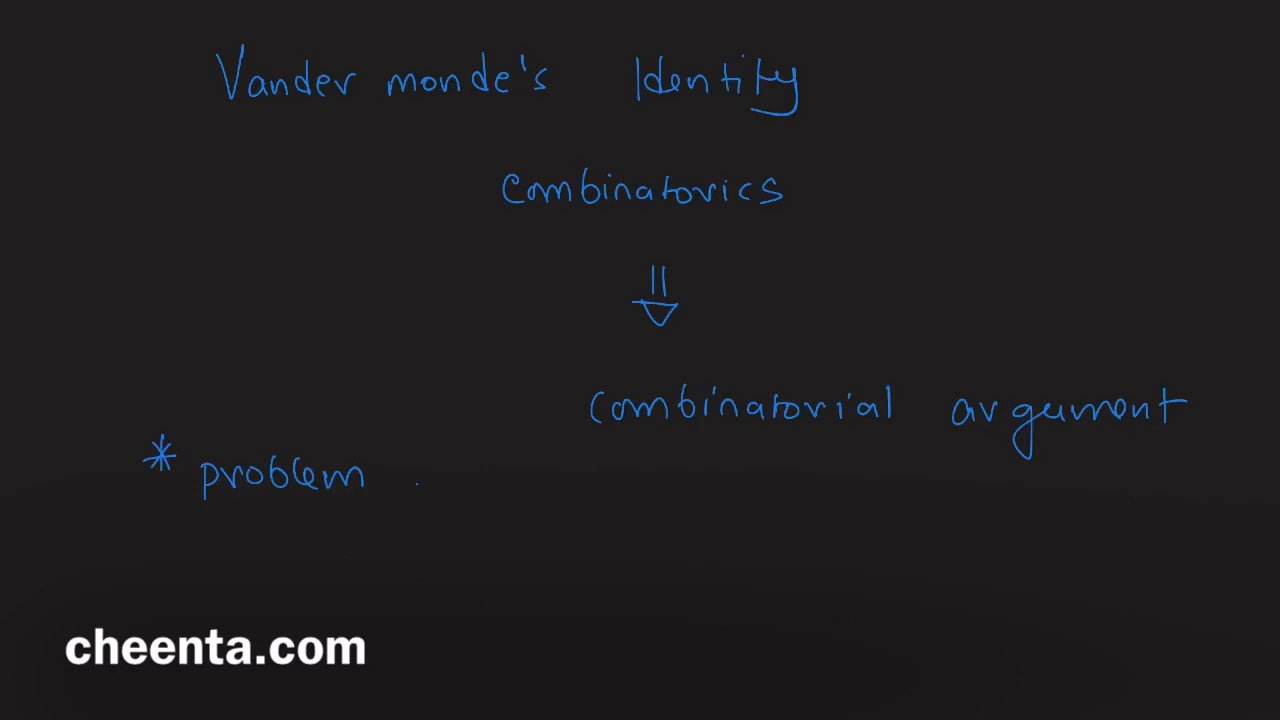 Vander monde's Identity
Combinatorics
Combinatorial argument
* problem .
cheenta.com